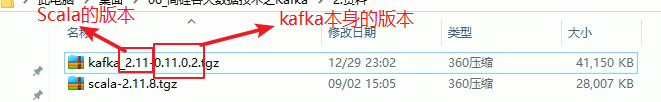 此电脑 > 桌面 > 06_尚硅谷大数据技术之Kafka > 2.资料
Scala的版本
kafka本身的版本
修改日期 类型 大小
kafka_2.11-0.11.0.2.tgz 12/29 23:02 360压缩 41,150 KB
scala-2.11.8.tgz 09/02 15:05 360压缩 28,007 KB